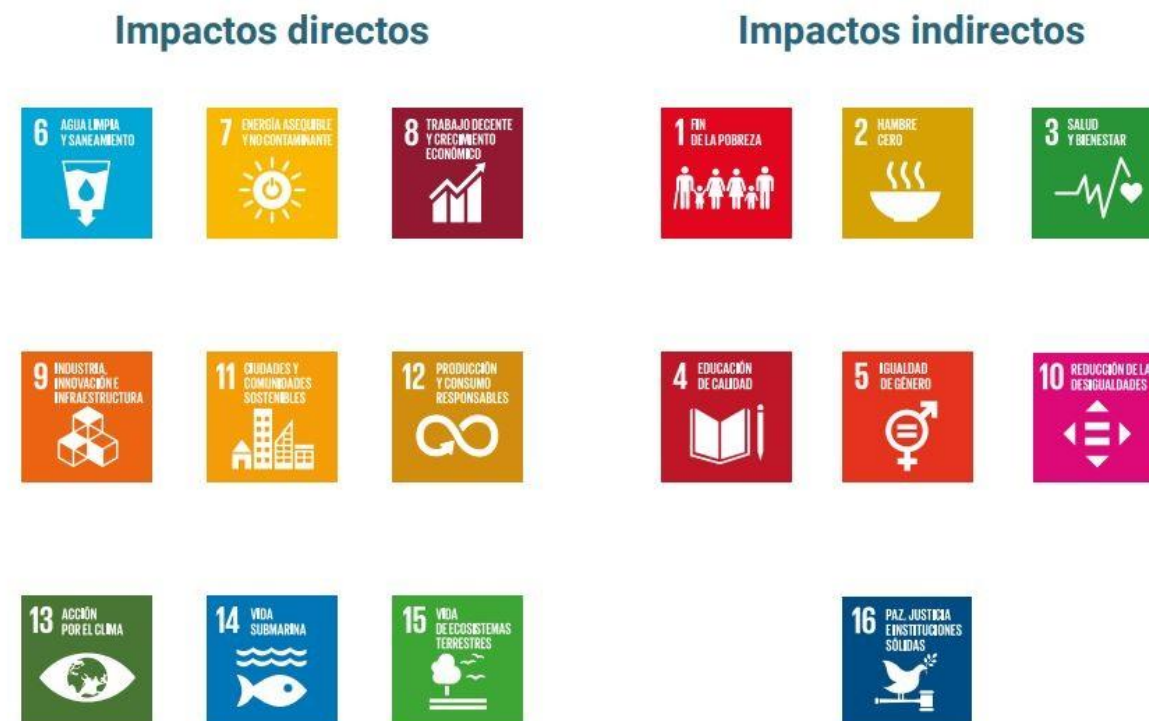 Impactos directos
6 AGUA LIMPIA
Y SANEAMIENTO
7 ENERGÍA ASEQUIBLE
Y NO CONTAMINANTE
8 TRABAJO DECENTE
Y CRECIMIENTO
ECONÓMICO
9 INDUSTRIA,
INNOVACIÓN E
INFRAESTRUCTURA
11 CIUDADES Y
COMUNIDADES
SOSTENIBLES
12 PRODUCCIÓN
Y CONSUMO
RESPONSABLES
13 ACCIÓN
POR EL CLIMA
14 VIDA
SUBMARINA
15 VIDA
DE ECOSISTEMAS
TERRESTRES
Impactos indirectos
1 FIN
DE LA POBREZA
2 HAMBRE
CERO
3 SALUD
Y BIENESTAR
4 EDUCACIÓN
DE CALIDAD
5 IGUALDAD
DE GÉNERO
10 REDUCCIÓN DE LA
DESIGUALDADES
16 PAZ, JUSTICIA
E INSTITUCIONES
SÓLIDAS